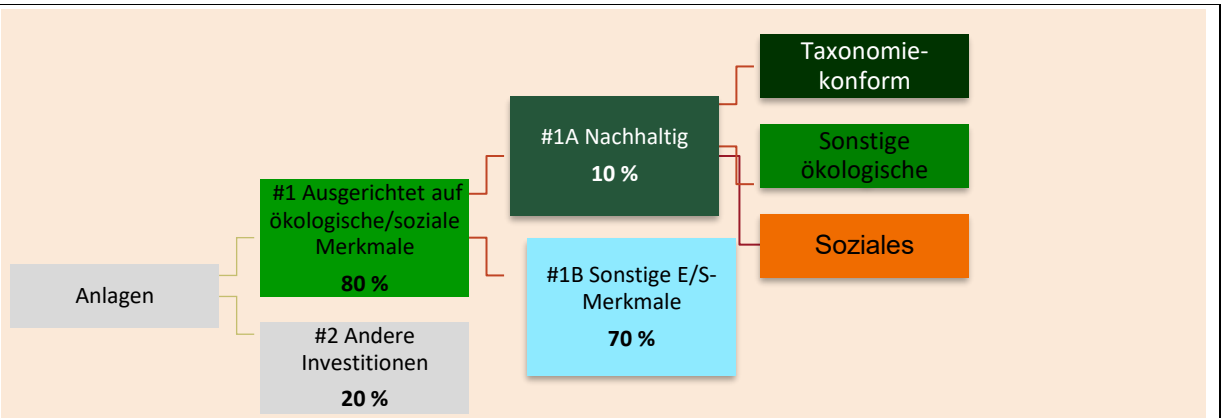 Anlagen
#1 Ausgerichtet auf
ökologische/soziale
Merkmale
80 %
#2 Andere
Investitionen
20 %
#1A Nachhaltig
10 %
#1B Sonstige E/S-
Merkmale
70 %
Taxonomie-
konform
Sonstige
ökologische
Soziales